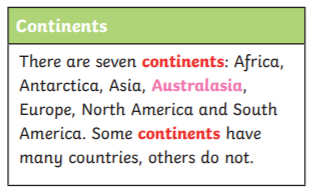 Continents
There are seven continents: Africa,
Antarctica, Asia, Australasia,
Europe, North America and South
America. Some continents have
many countries, others do not.